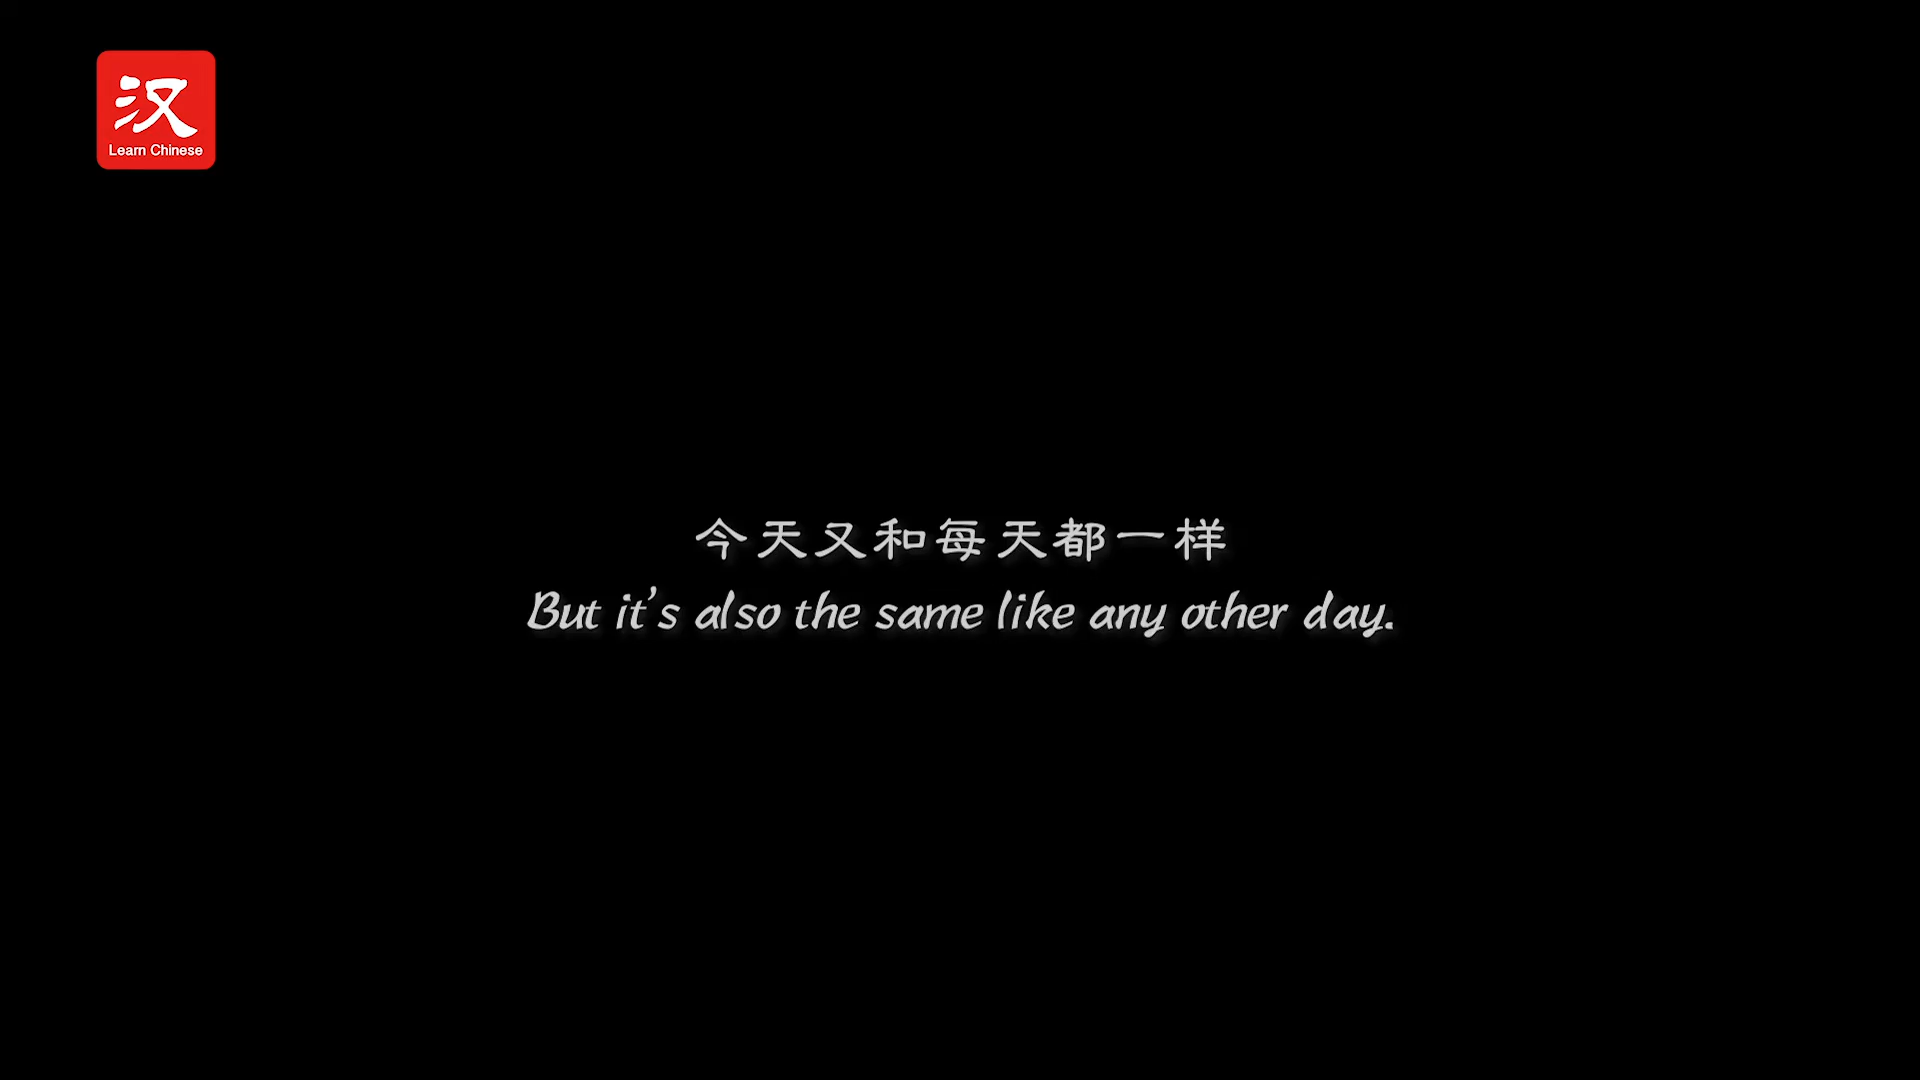 汉
Learn Chinese
今天又和每天都一样
But it's also the same like any other day.